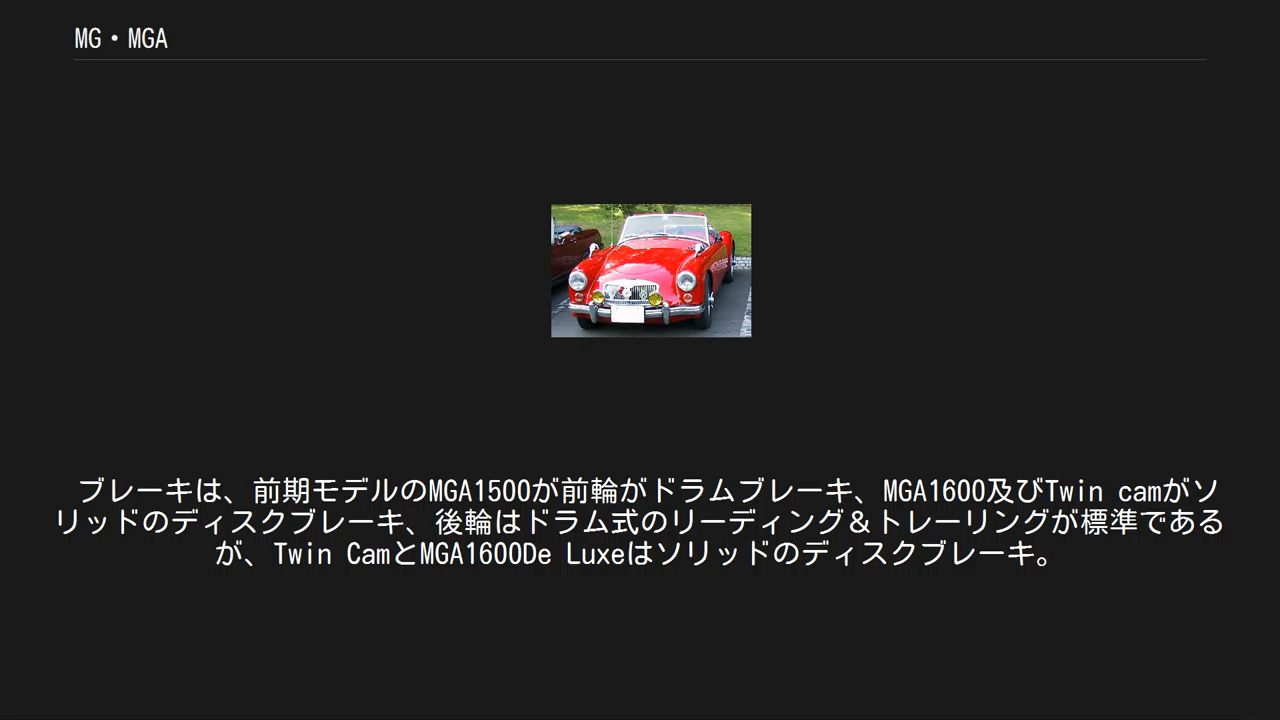 MG・MGA
ブレーキは、前期モデルのMGA1500が前輪がドラムブレーキ、MGA1600及びTwin camがソ
リッドのディスクブレーキ、後輪はドラム式のリーディング＆トレーリングが標準である
が、Twin CamとMGA1600De Luxeはソリッドのディスクブレーキ。